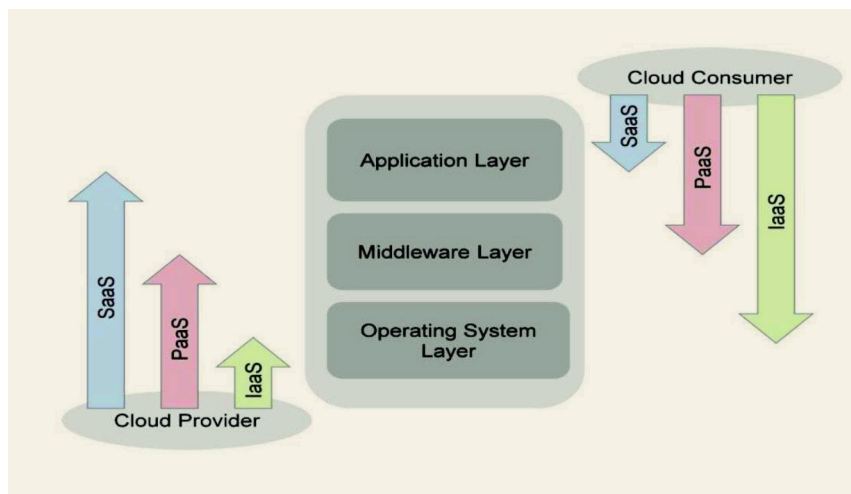 Cloud Consumer
SaaS
PaaS
IaaS
Application Layer
Middleware Layer
Operating System
Layer
SaaS
PaaS
IaaS
Cloud Provider